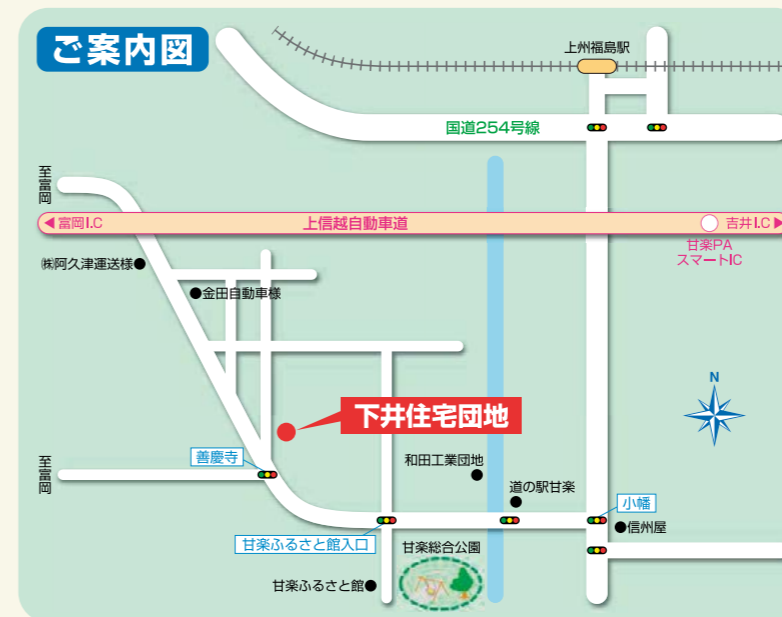 ご案内図
上州福島駅
国道254号線
至富岡
◀富岡I.C
上信越自動車道
吉井I.C▶
甘楽PA
スマートIC
㈱阿久津運送様●
●金田自動車様
N
下井住宅団地
善慶寺
至富岡
和田工業団地
道の駅甘楽
小幡
●信州屋
甘楽ふるさと館入口
甘楽総合公園
甘楽ふるさと館●